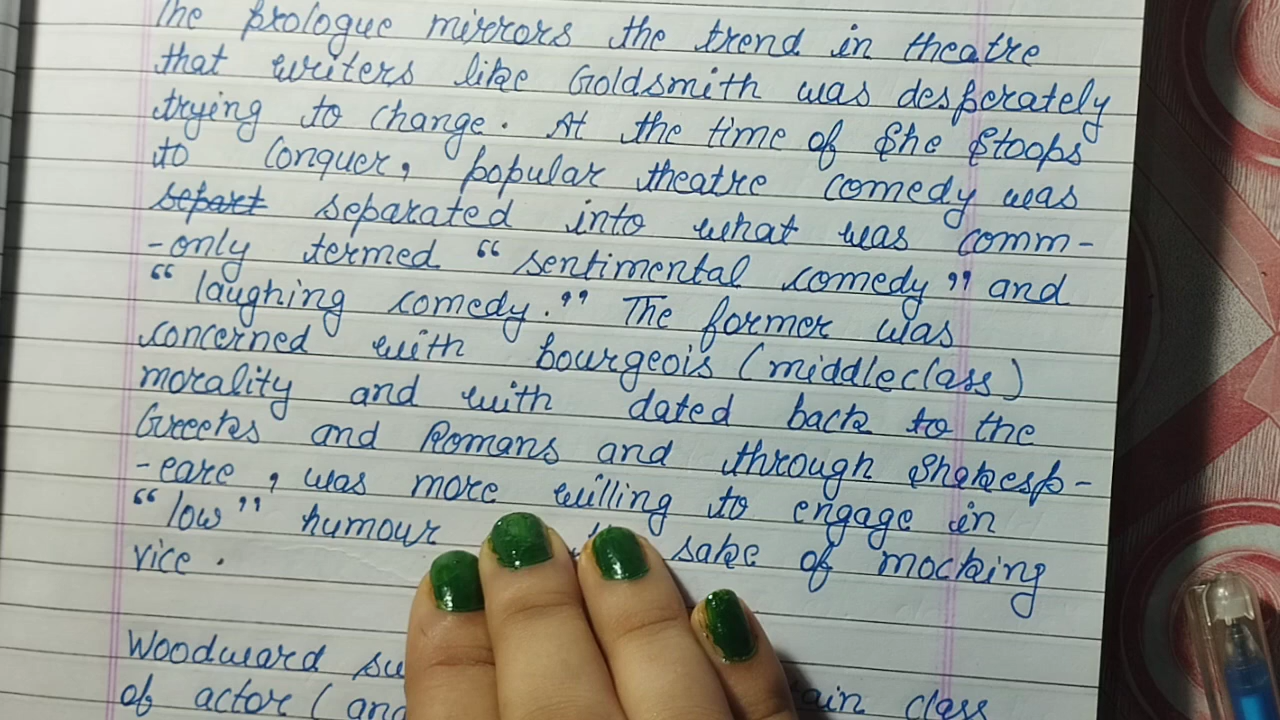 The prologue mirrors the trend in theatre
that writers like Goldsmith was desperately
trying to change. At the time of She Stoops
to Conquer, popular theatre comedy was
separt separated into what was comm-
-only termed “ sentimental comedy ” and
“ laughing comedy.” The former was
concerned with bourgeois (middleclass)
morality and with dated back to the
Greeks and Romans and through Shakesp-
-eare, was more willing to engage in
“ low ” humour sake of mocking
vice.
Woodward
of actor ( class